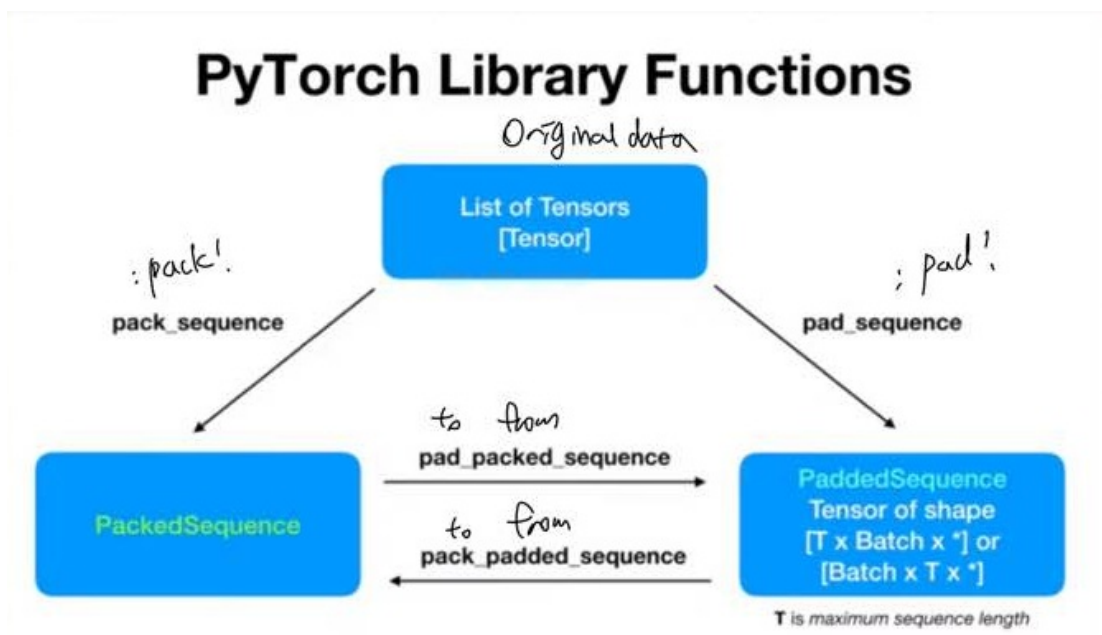 PyTorch Library Functions
Original data
List of Tensors
[Tensor]
: pack!
pack_sequence
: pad!
pad_sequence
to from
pad_packed_sequence
PackedSequence
to from
pack_padded_sequence
PaddedSequence
Tensor of shape
[T x Batch x *] or
[Batch x T x *]
T is maximum sequence length